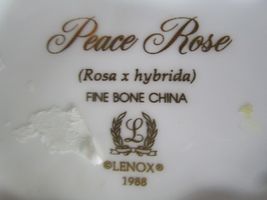 Peace Rose
(Rosa x hybrida)
FINE BONE CHINA
L
©LENOX®
1988